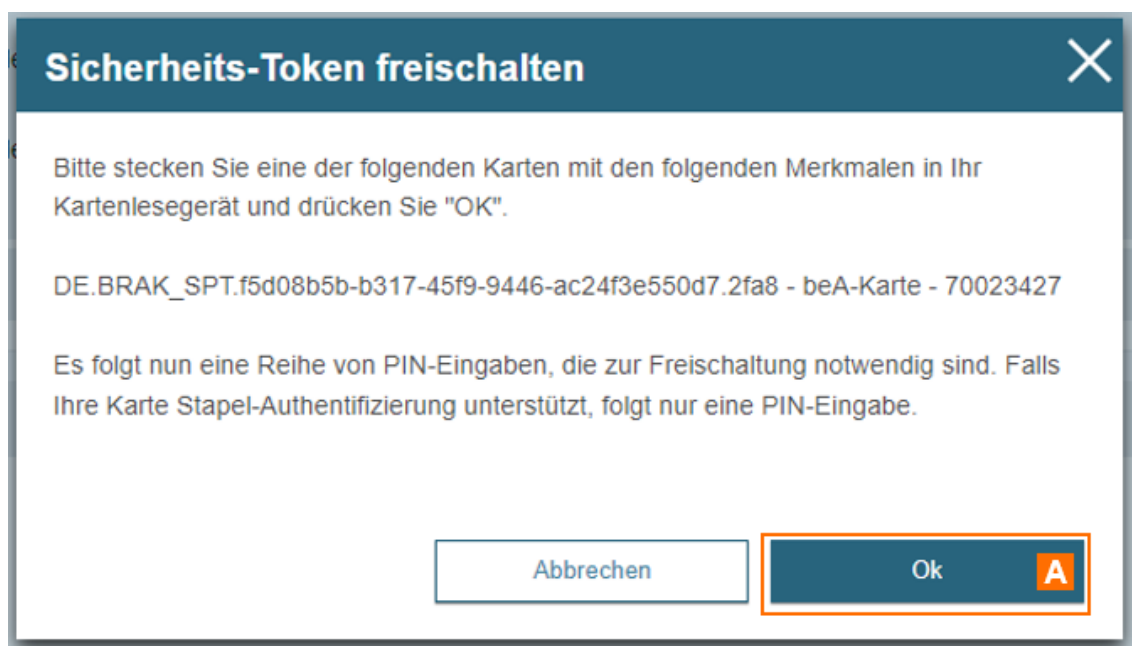 Sicherheits-Token freischalten
Bitte stecken Sie eine der folgenden Karten mit den folgenden Merkmalen in Ihr
Kartenlesegerät und drücken Sie "OK".
DE.BRAK_SPT.f5d08b5b-b317-45f9-9446-ac24f3e550d7.2fa8 - beA-Karte - 70023427
Es folgt nun eine Reihe von PIN-Eingaben, die zur Freischaltung notwendig sind. Falls
Ihre Karte Stapel-Authentifizierung unterstützt, folgt nur eine PIN-Eingabe.
Abbrechen
Ok A